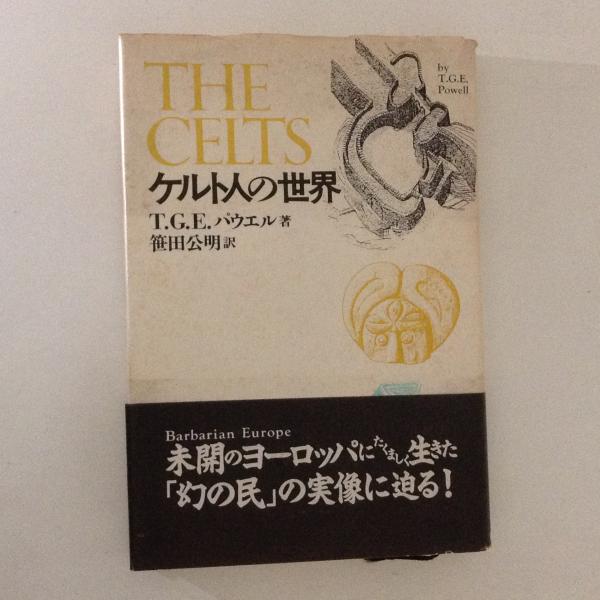 THE
CELTS
by
T.G.E.
Powell
ケルト人の世界
T.G.E.パウエル著
笹田公明訳
Barbarian Europe
未開のヨーロッパにたくましく生きた
「幻の民」の実像に迫る!